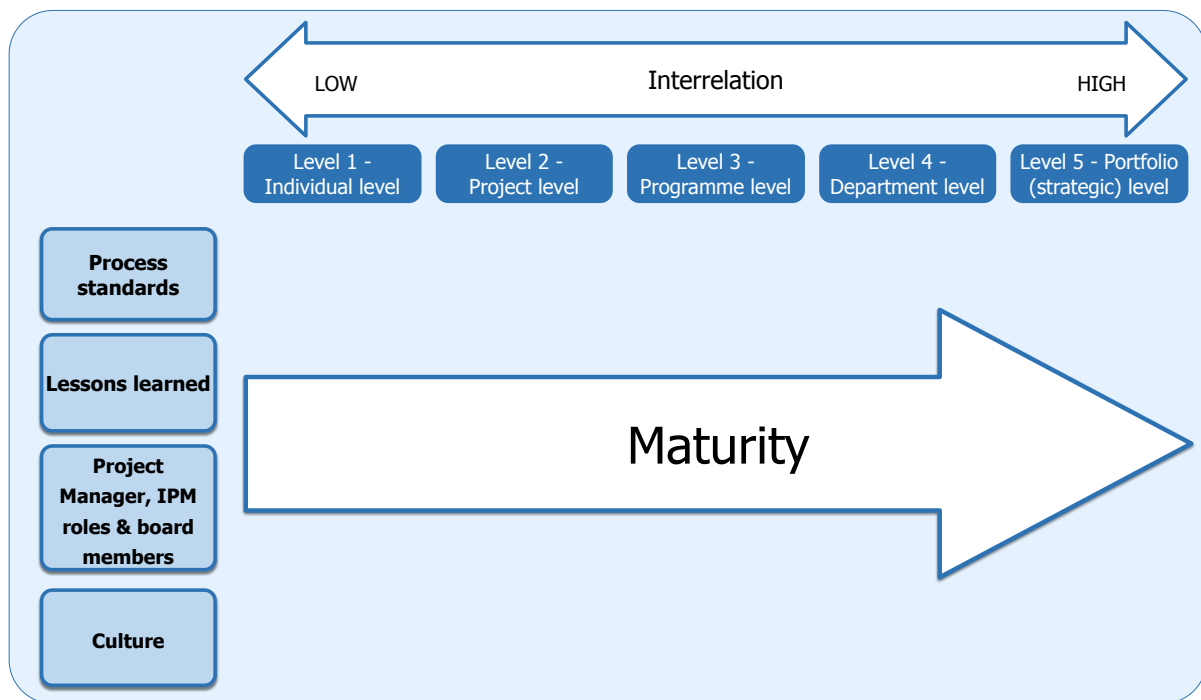 LOW
Interrelation
HIGH
Level 1 -
Individual level
Level 2 -
Project level
Level 3 -
Programme level
Level 4 -
Department level
Level 5 - Portfolio
(strategic) level
Process
standards
Lessons learned
Project
Manager, IPM
roles & board
members
Culture
Maturity